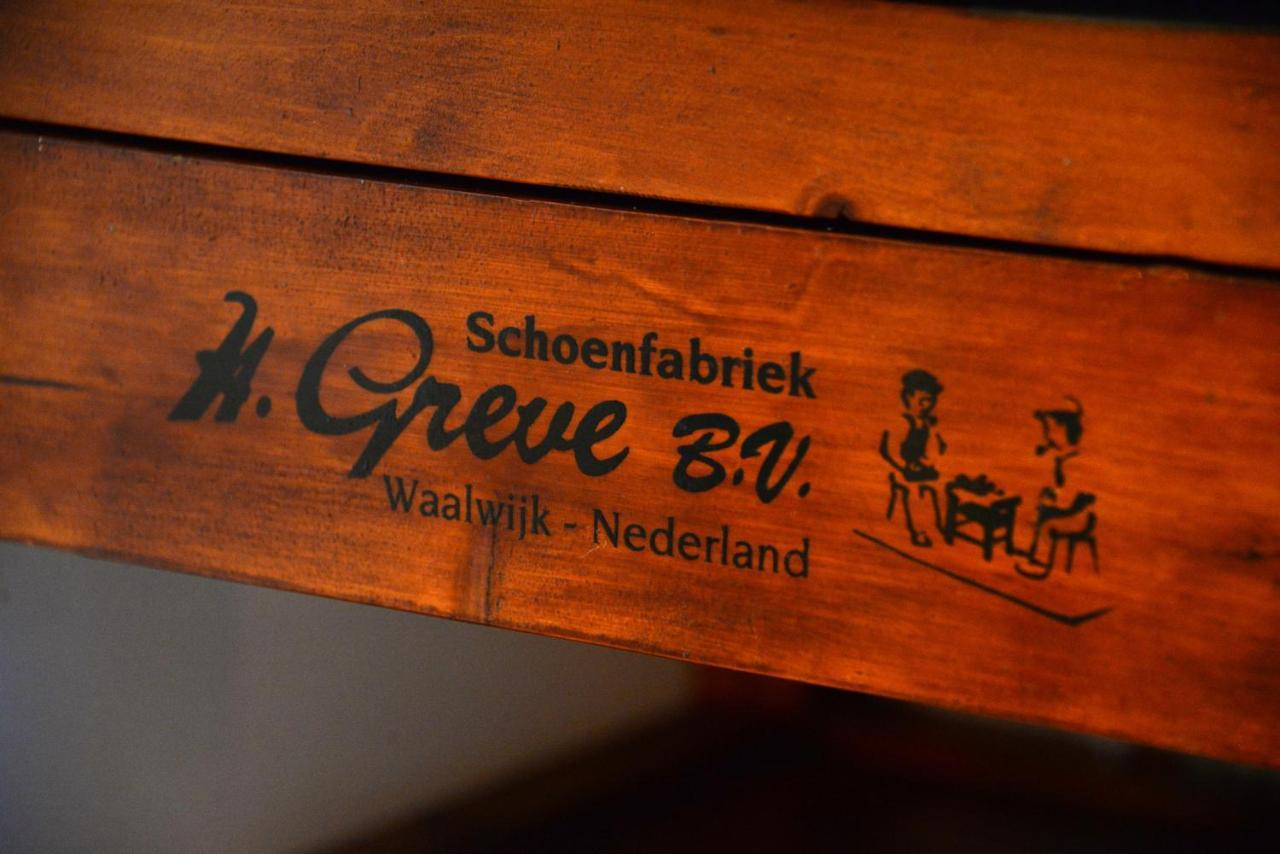 Schoenfabriek
H. Greve B.V.
Waalwijk - Nederland